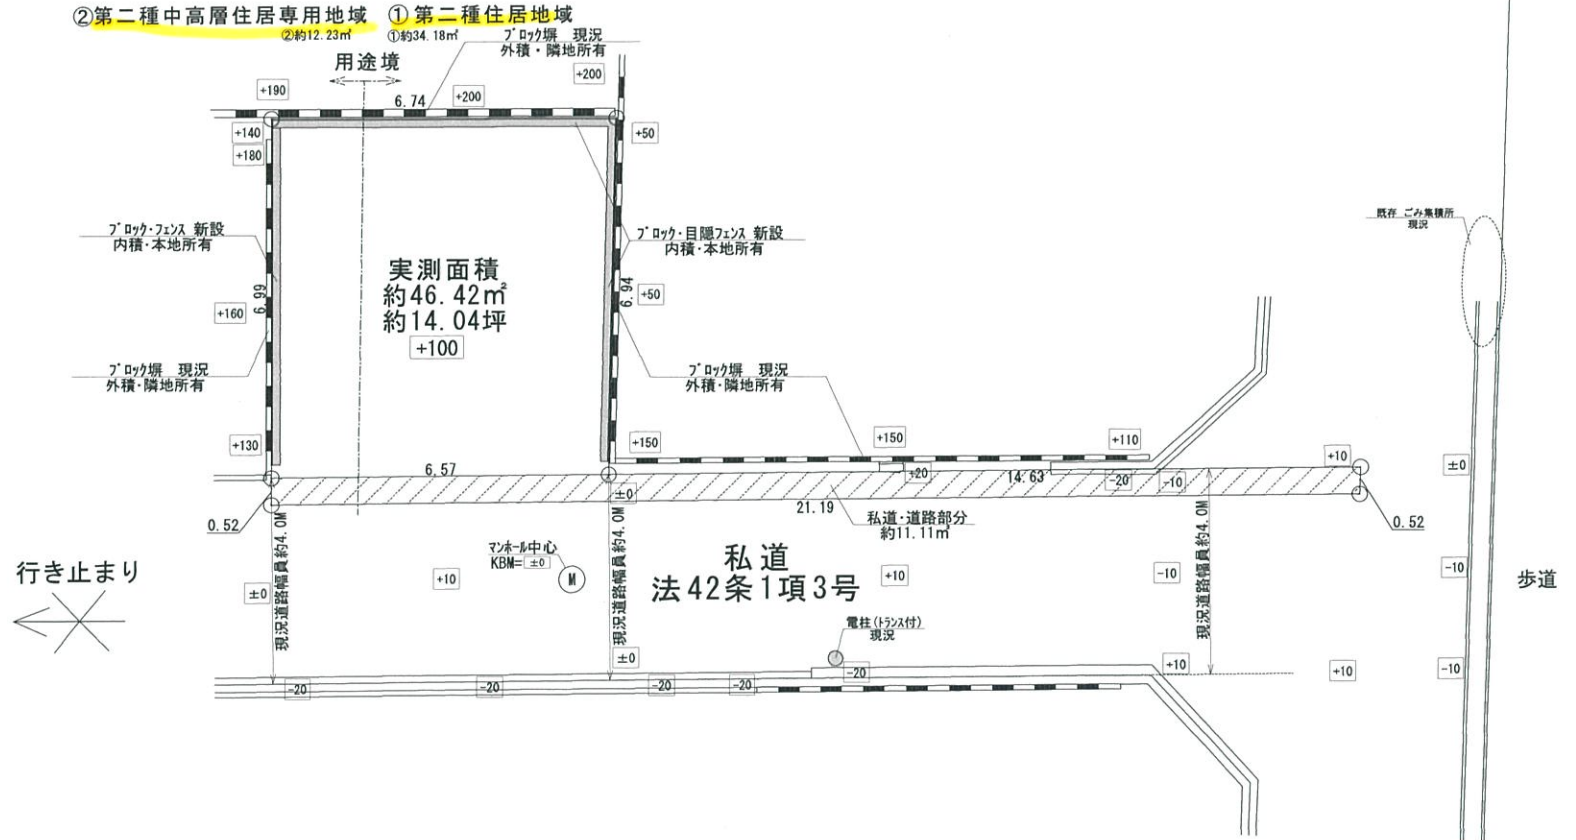 ②第二種中高層住居専用地域 ①第二種住居地域
②約12.23㎡ ①約34.18㎡
ブロック塀 現況
外積・隣地所有
用途境
+190
6.74
+200
+200
+140
+180
+50
ブロック・フェンス 新設
内積・本地所有
ブロック・目隠フェンス 新設
内積・本地所有
既存 ごみ集積所
現況
実測面積
約46.42㎡
約14.04坪
+100
6.99
+160
6.94
+50
ブロック塀 現況
外積・隣地所有
ブロック塀 現況
外積・隣地所有
+130
+150
+150
+110
+10
±0
6.57
±0
-20
14.63
-20
-10
21.19
私道・道路部分
約11.11㎡
0.52
0.52
現況道路幅員約4.0M
現況道路幅員約4.0M
現況道路幅員約4.0M
行き止まり
マンホール中心
KBM= ±0
M
+10
±0
私道
法42条1項3号
+10
-10
-10
歩道
電柱(トランス付)
現況
±0
-20
+10
+10
-10
-20
-20
-20
-20